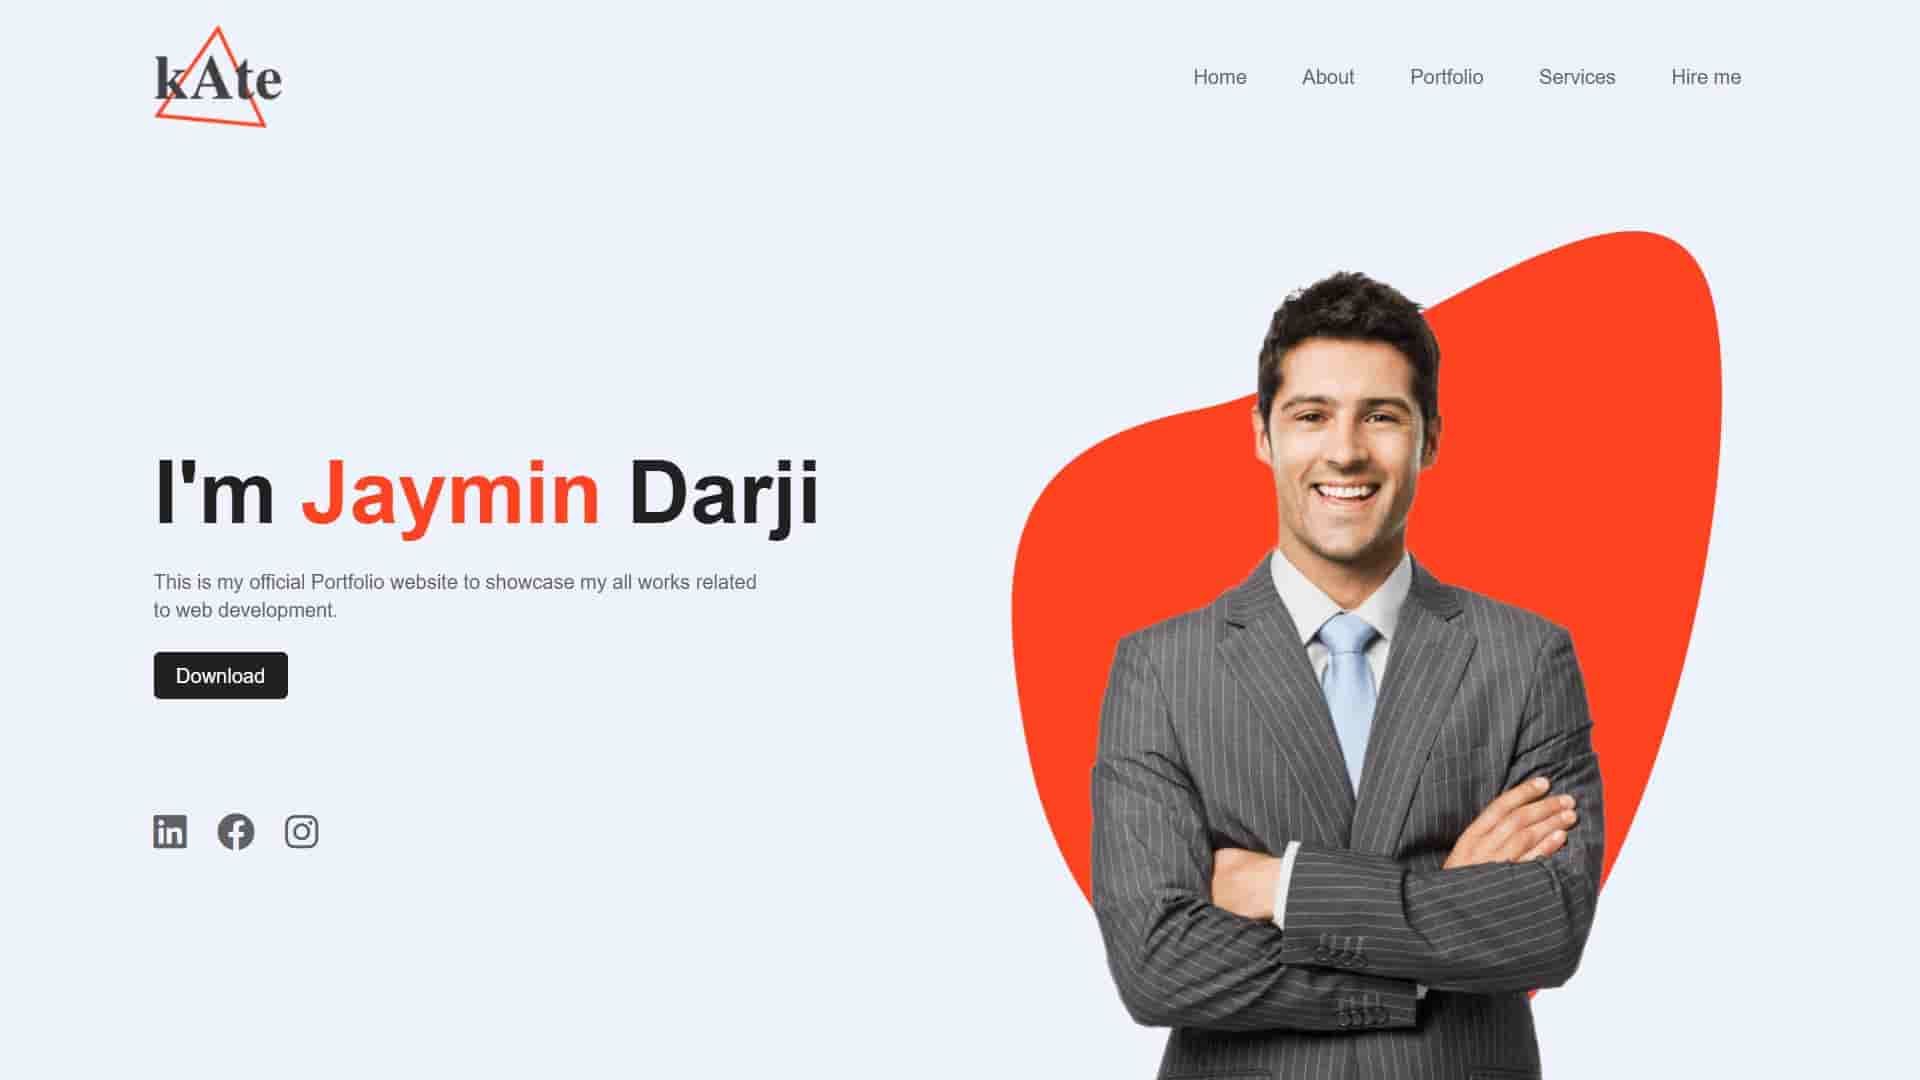 kAte
Home About Portfolio Services Hire me
I'm Jaymin Darji
This is my official Portfolio website to showcase my all works related
to web development.
Download